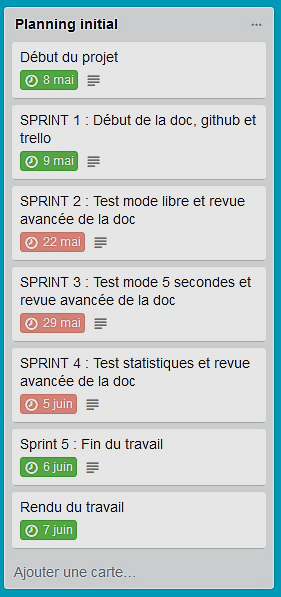 Planning initial
Début du projet
8 mai
SPRINT 1 : Début de la doc, github et
trello
9 mai
SPRINT 2 : Test mode libre et revue
avancée de la doc
22 mai
SPRINT 3 : Test mode 5 secondes et
revue avancée de la doc
29 mai
SPRINT 4 : Test statistiques et revue
avancée de la doc
5 juin
Sprint 5 : Fin du travail
6 juin
Rendu du travail
7 juin
Ajouter une carte…